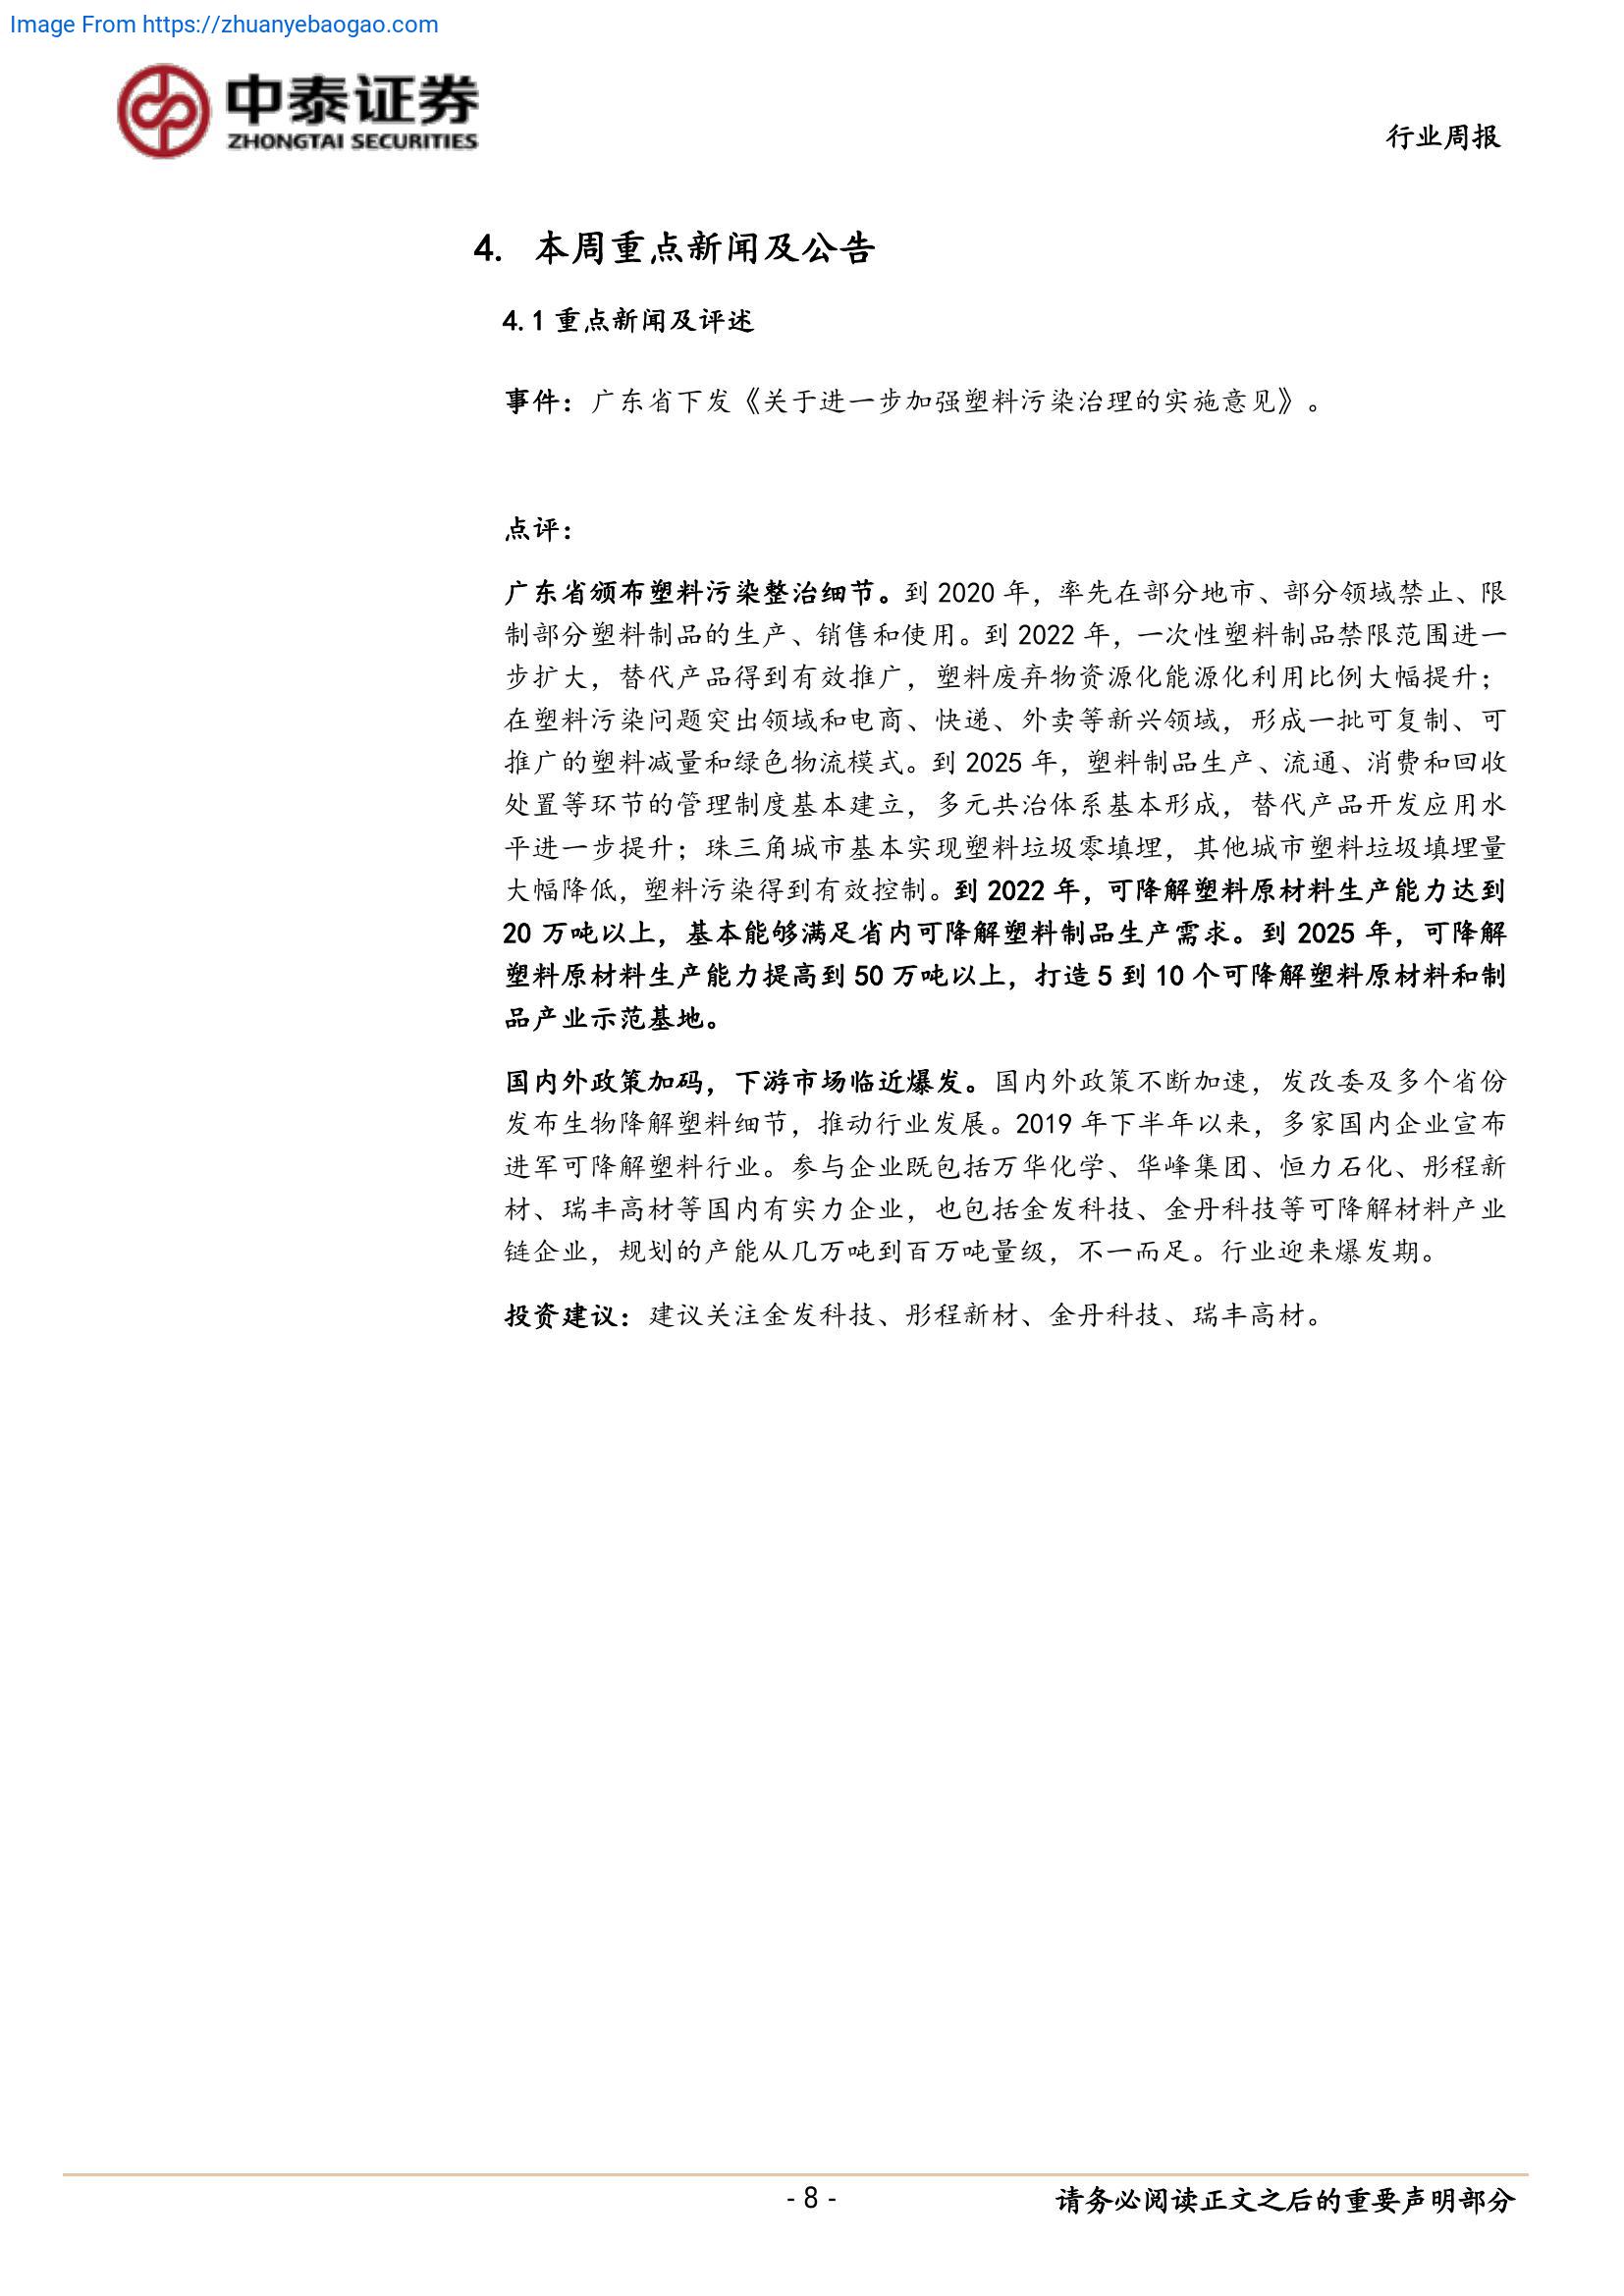 Image From https://zhuanyebaogao.com
中泰证券
ZHONGTAI SECURITIES
行业周报
4. 本周重点新闻及公告
4.1 重点新闻及评述
事件：广东省下发《关于进一步加强塑料污染治理的实施意见》。
点评：
广东省颁布塑料污染整治细节。到 2020 年，率先在部分地市、部分领域禁止、限
制部分塑料制品的生产、销售和使用。到 2022 年，一次性塑料制品禁限范围进一
步扩大，替代产品得到有效推广，塑料废弃物资源化能源化利用比例大幅提升；
在塑料污染问题突出领域和电商、快递、外卖等新兴领域，形成一批可复制、可
推广的塑料减量和绿色物流模式。到 2025 年，塑料制品生产、流通、消费和回收
处置等环节的管理制度基本建立，多元共治体系基本形成，替代产品开发应用水
平进一步提升；珠三角城市基本实现塑料垃圾零填埋，其他城市塑料垃圾填埋量
大幅降低，塑料污染得到有效控制。到 2022 年，可降解塑料原材料生产能力达到
20 万吨以上，基本能够满足省内可降解塑料制品生产需求。到 2025 年，可降解
塑料原材料生产能力提高到 50 万吨以上，打造 5 到 10 个可降解塑料原材料和制
品产业示范基地。
国内外政策加码，下游市场临近爆发。国内外政策不断加速，发改委及多个省份
发布生物降解塑料细节，推动行业发展。2019 年下半年以来，多家国内企业宣布
进军可降解塑料行业。参与企业既包括万华化学、华峰集团、恒力石化、彤程新
材、瑞丰高材等国内有实力企业，也包括金发科技、金丹科技等可降解材料产业
链企业，规划的产能从几万吨到百万吨量级，不一而足。行业迎来爆发期。
投资建议：建议关注金发科技、彤程新材、金丹科技、瑞丰高材。
- 8 -
请务必阅读正文之后的重要声明部分